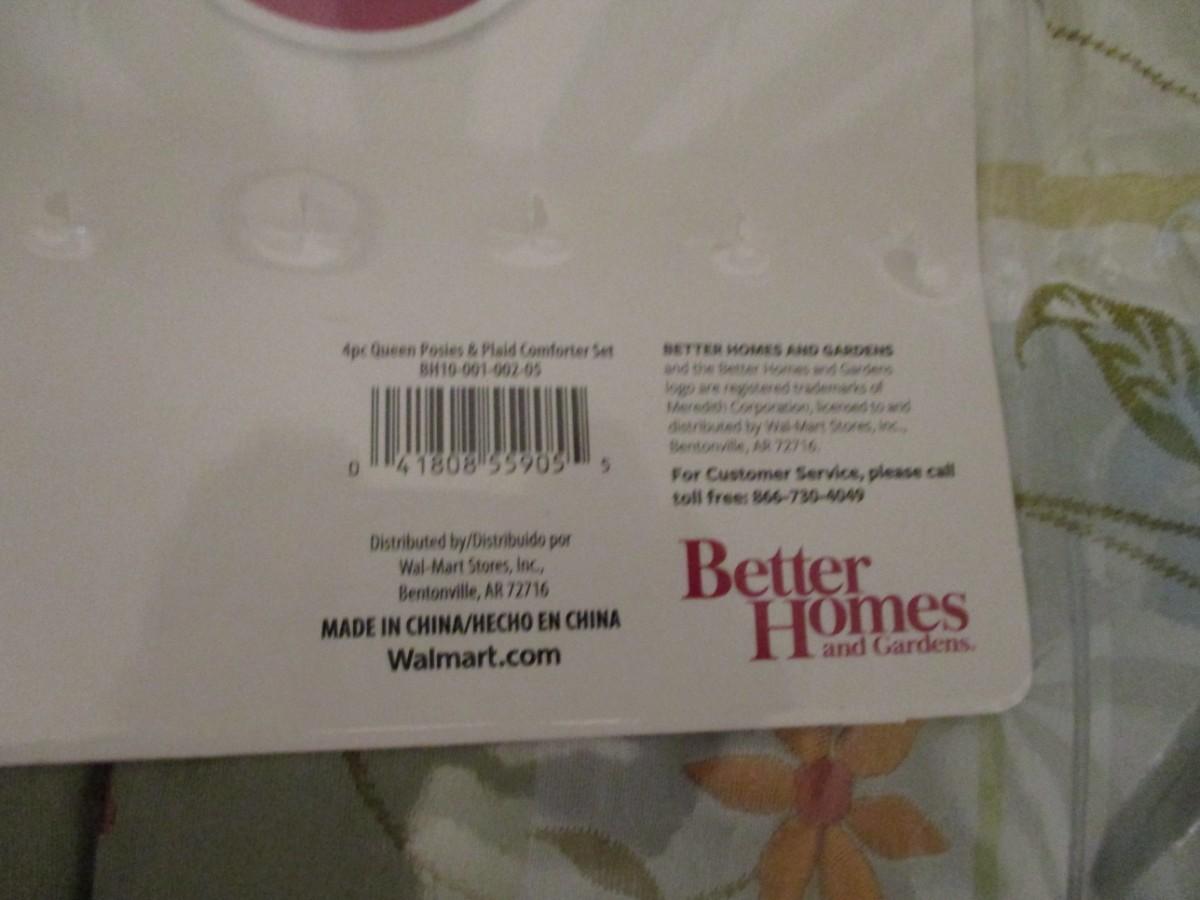 4pc Queen Posies & Plaid Comforter Set
BH10-001-002-05
0 41808 55905 5
Distributed by/Distribuido por
Wal-Mart Stores, Inc.,
Bentonville, AR 72716
MADE IN CHINA/HECHO EN CHINA
Walmart.com
BETTER HOMES AND GARDENS
and the Better Homes and Gardens
logo are registered trademarks of
Meredith Corporation, licensed to and
distributed by Wal-Mart Stores, Inc.,
Bentonville, AR 72716.
For Customer Service, please call
toll free: 866-730-4049
Better
Homes
and Gardens.